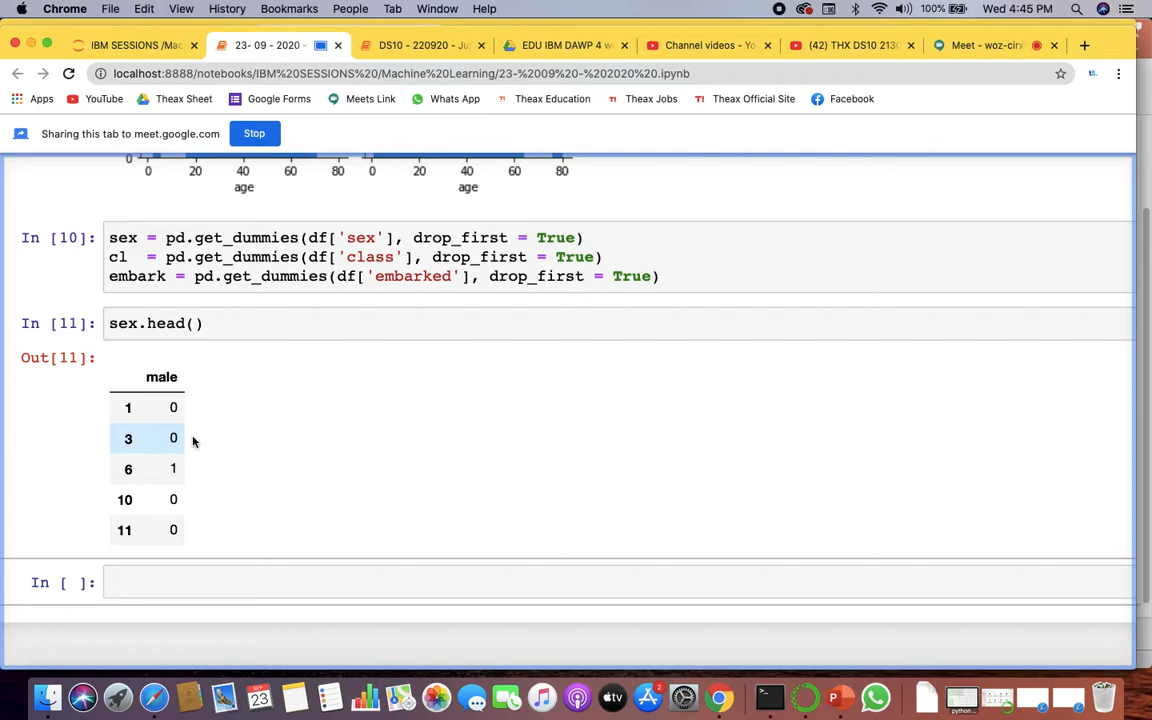 Chrome File Edit View History Bookmarks People Tab Window Help 100% Wed 4:45 PM
IBM SESSIONS /Mac × 23- 09 - 2020 - × DS10 - 220920 - Ju × EDU IBM DAWP 4 w × Channel videos - Yo × (42) THX DS10 213 × Meet - woz-cirx ×
localhost:8888/notebooks/IBM%20SESSIONS%20/Machine%20Learning/23-%2009%20-%202020%20.ipynb
Apps YouTube Theax Sheet Google Forms Meets Link Whats App Theax Education Theax Jobs Theax Official Site Facebook
Sharing this tab to meet.google.com Stop
0
0 20 40 60 80 0 20 40 60 80
age age
In [10]: sex = pd.get_dummies(df['sex'], drop_first = True)
cl = pd.get_dummies(df['class'], drop_first = True)
embark = pd.get_dummies(df['embarked'], drop_first = True)
In [11]: sex.head()
Out[11]:
male
1 0
3 0
6 1
10 0
11 0
In [ ]: